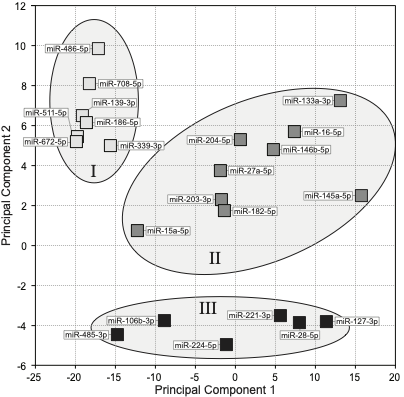 12
10
8
6
4
2
0
-2
-4
-6
Principal Component 2
miR-486-5p
miR-708-5p
miR-139-3p
miR-511-5p
miR-186-5p
miR-672-5p
miR-339-3p
I
miR-133a-3p
miR-16-5p
miR-204-5p
miR-146b-5p
miR-27a-5p
miR-203-3p
miR-145a-5p
miR-182-5p
miR-15a-5p
II
III
miR-106b-3p
miR-221-3p
miR-127-3p
miR-485-3p
miR-28-5p
miR-224-5p
-25 -20 -15 -10 -5 0 5 10 15 20
Principal Component 1